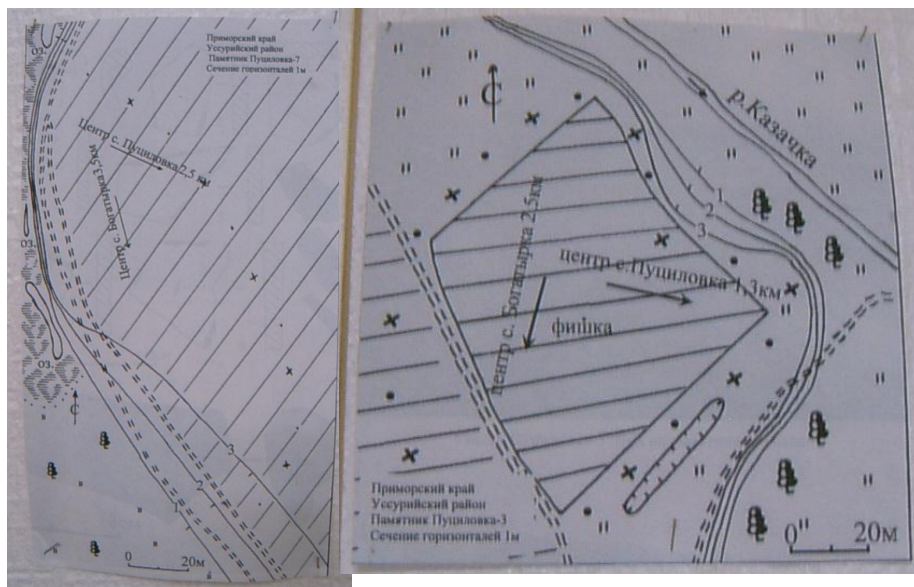 Приморский край
Уссурийский район
Памятник Пуциловка-7
Сечение горизонталей 1м
оз.
Центр с. Пуциловка 2,5 км
Центр с. Богатырка 3,5км
оз.
оз.
С
3
2
1
0 20м
С
р.Казачка
1
2
3
центр с. Богатырка 2,5км
центр с.Пуциловка 1,3км
фишка
Приморский край
Уссурийский район
Памятник Пуциловка-3
Сечение горизонталей 1м
0 20м